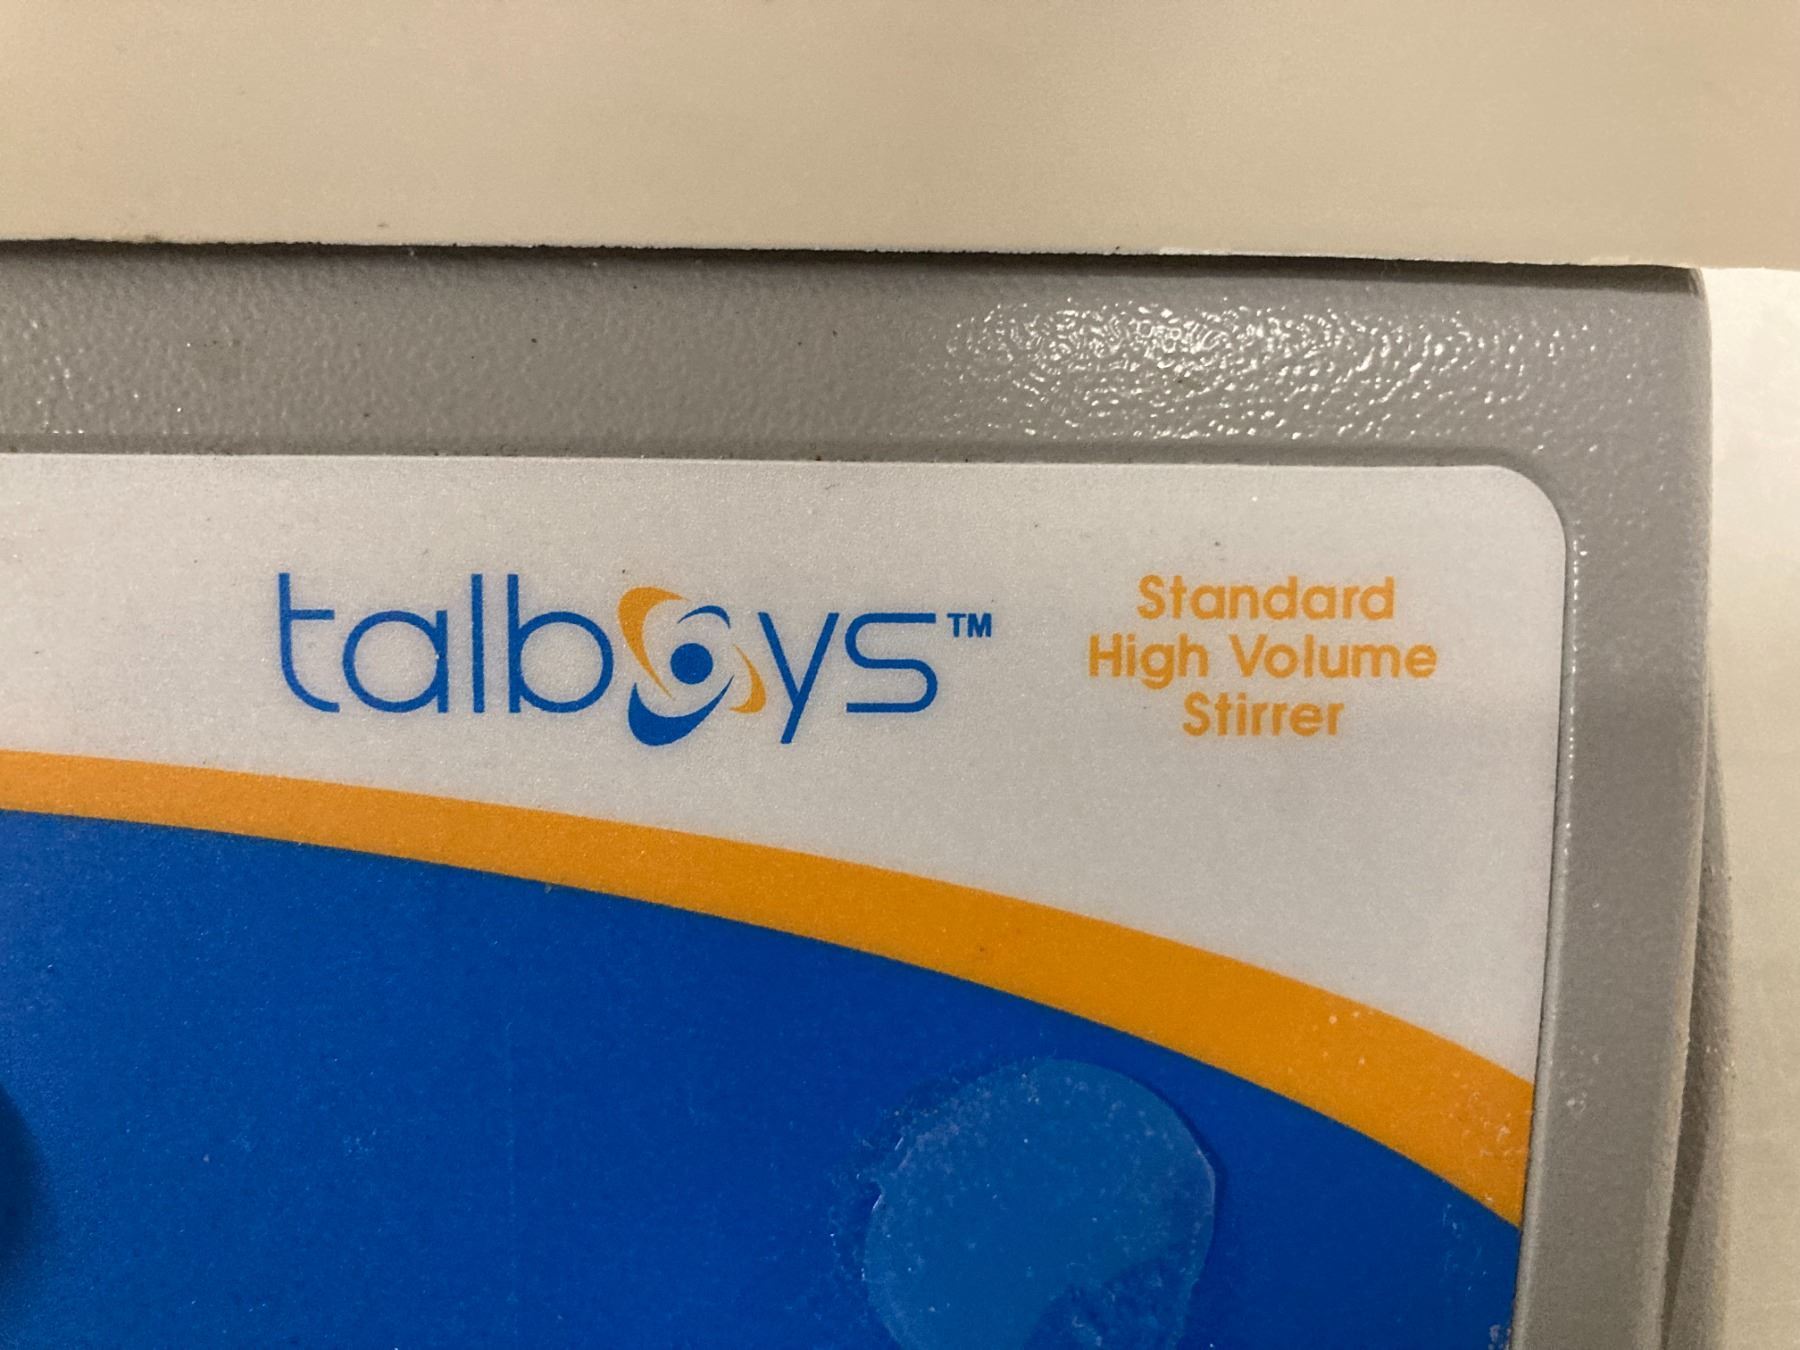 talboys™
Standard
High Volume
Stirrer